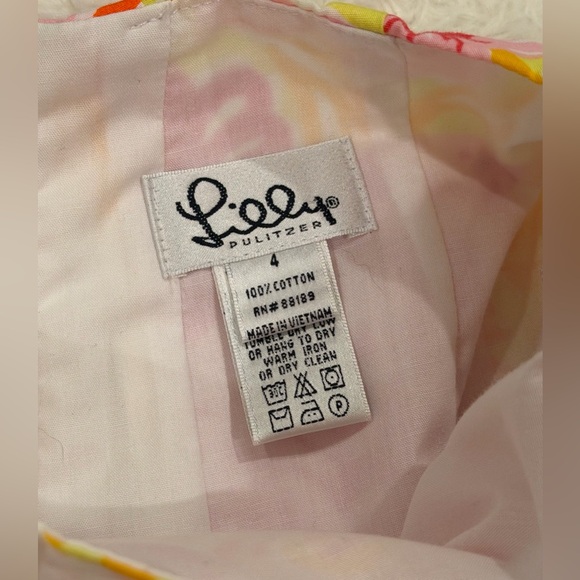 Lilly®
PULITZER
4
100% COTTON
RN# 88189
MADE IN VIETNAM
TUMBLE DRY LOW
OR HANG TO DRY
WARM IRON
OR DRY CLEAN
30C
P